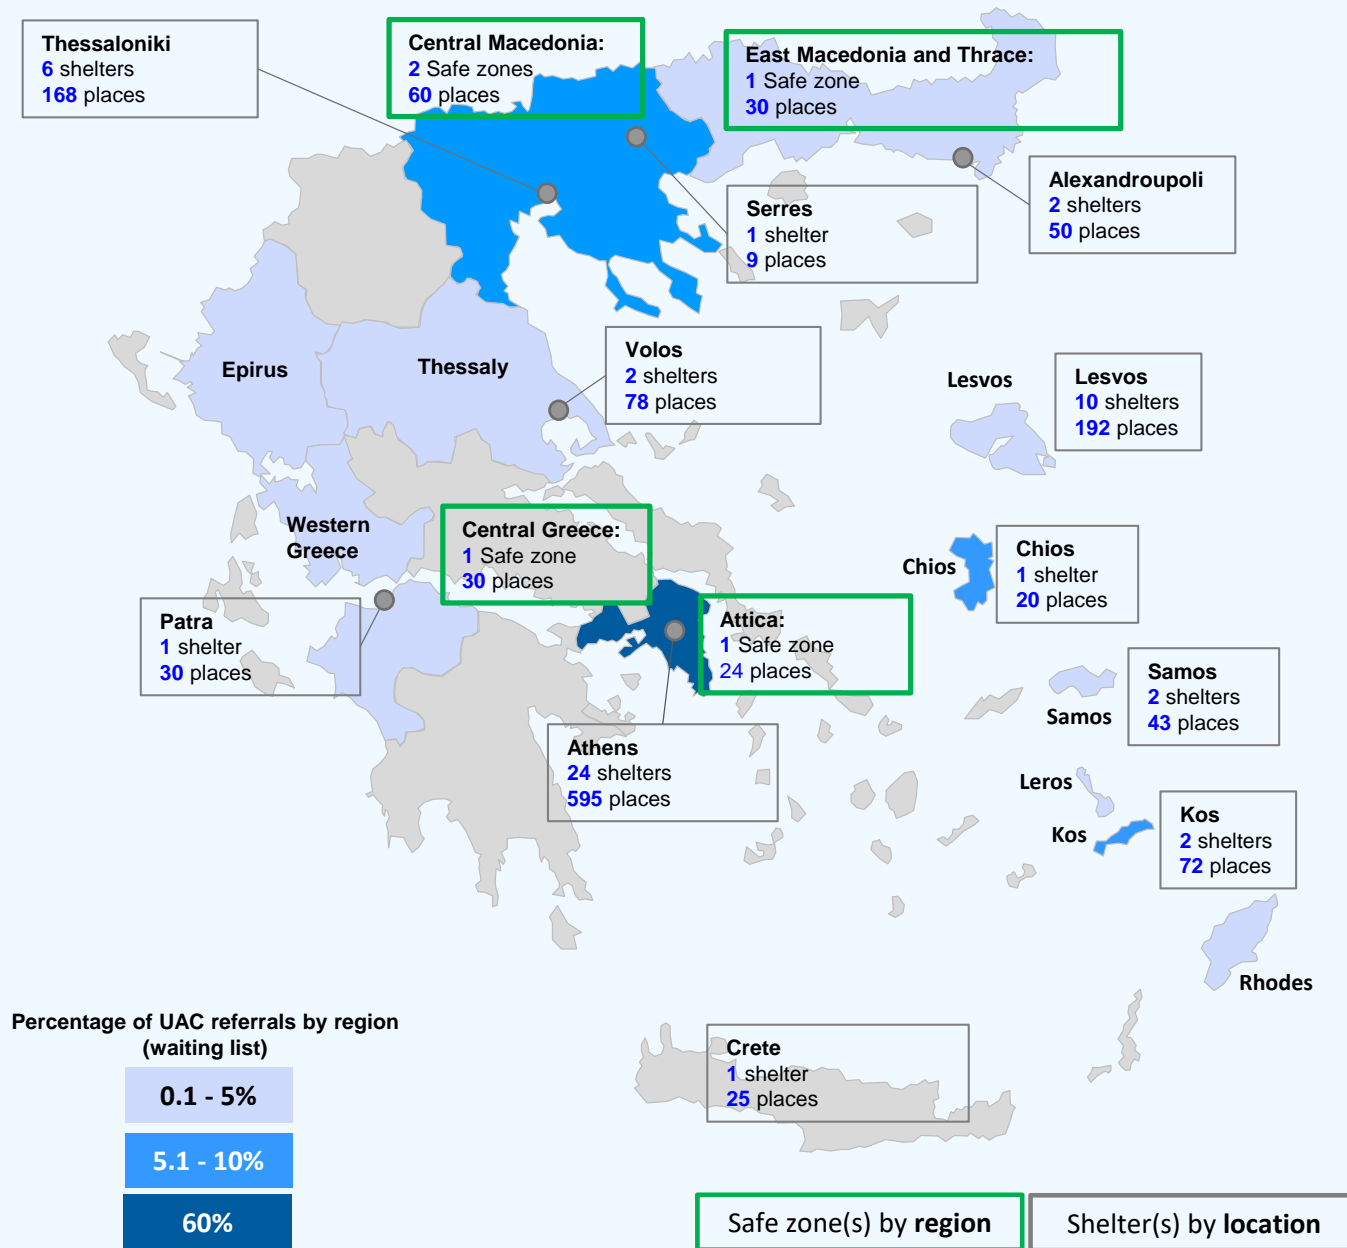 Thessaloniki
6 shelters
168 places
Central Macedonia:
2 Safe zones
60 places
East Macedonia and Thrace:
1 Safe zone
30 places
Alexandroupoli
2 shelters
50 places
Serres
1 shelter
9 places
Epirus
Thessaly
Volos
2 shelters
78 places
Lesvos
Lesvos
10 shelters
192 places
Western
Greece
Central Greece:
1 Safe zone
30 places
Chios
Chios
1 shelter
20 places
Patra
1 shelter
30 places
Attica:
1 Safe zone
24 places
Samos
Samos
2 shelters
43 places
Athens
24 shelters
595 places
Leros
Kos
Kos
2 shelters
72 places
Rhodes
Percentage of UAC referrals by region
(waiting list)
0.1 - 5%
5.1 - 10%
60%
Crete
1 shelter
25 places
Safe zone(s) by region
Shelter(s) by location